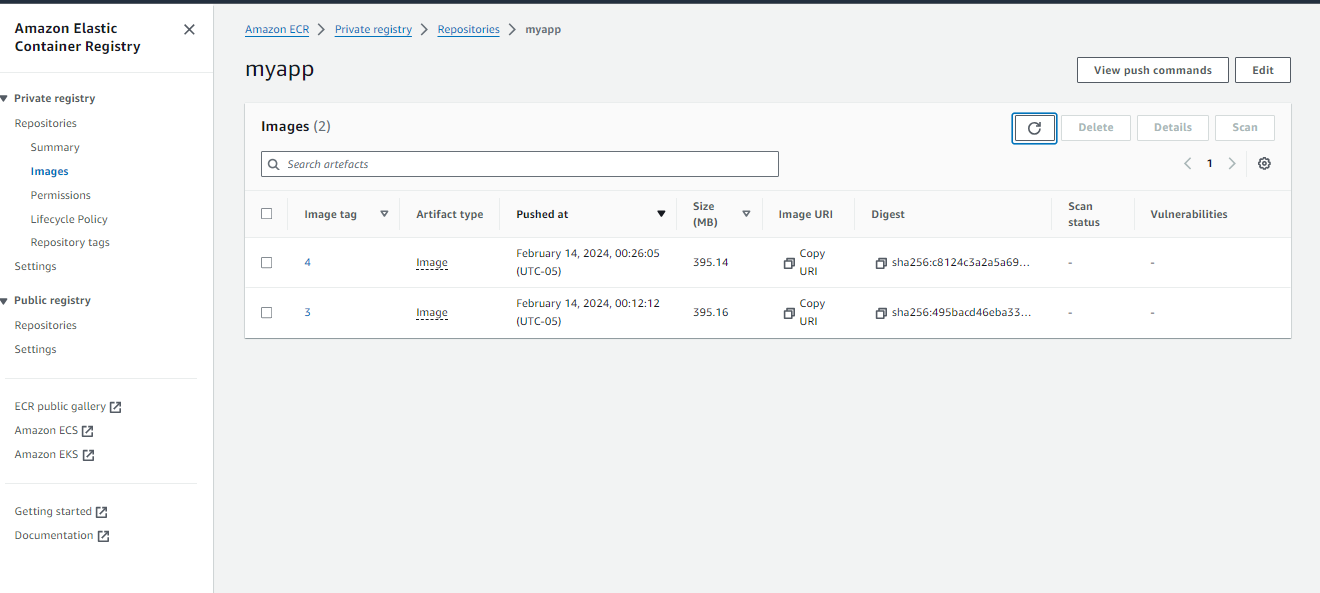 Amazon Elastic
Container Registry
Private registry
Repositories
Summary
Images
Permissions
Lifecycle Policy
Repository tags
Settings
Public registry
Repositories
Settings
ECR public gallery
Amazon ECS
Amazon EKS
Getting started
Documentation
Amazon ECR > Private registry > Repositories > myapp
myapp
View push commands Edit
Images (2)
Delete Details Scan
Search artefacts
1
Image tag Artifact type Pushed at Size (MB) Image URI Digest Scan status Vulnerabilities
4 Image February 14, 2024, 00:26:05 (UTC-05) 395.14 Copy URI sha256:c8124c3a2a5a69... - -
3 Image February 14, 2024, 00:12:12 (UTC-05) 395.16 Copy URI sha256:495bacd46eba33... - -